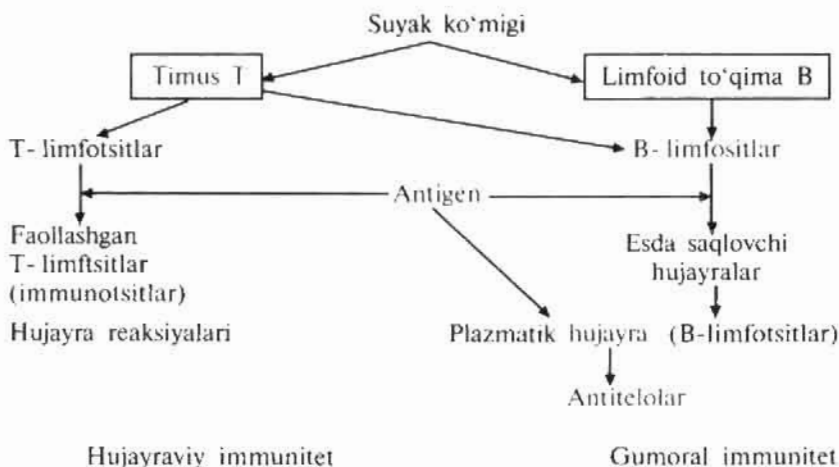 Suyak ko‘migi
Timus T
Limfoid to‘qima B
T- limfotsitlar
B- limfositlar
Antigen
Faollashgan
T- limftsitlar
(immunotsitlar)
Esda saqlovchi
hujayralar
Hujayra reaksiyalari
Plazmatik hujayra (B-limfotsitlar)
Antitelolar
Hujayraviy immunitet
Gumoral immunitet